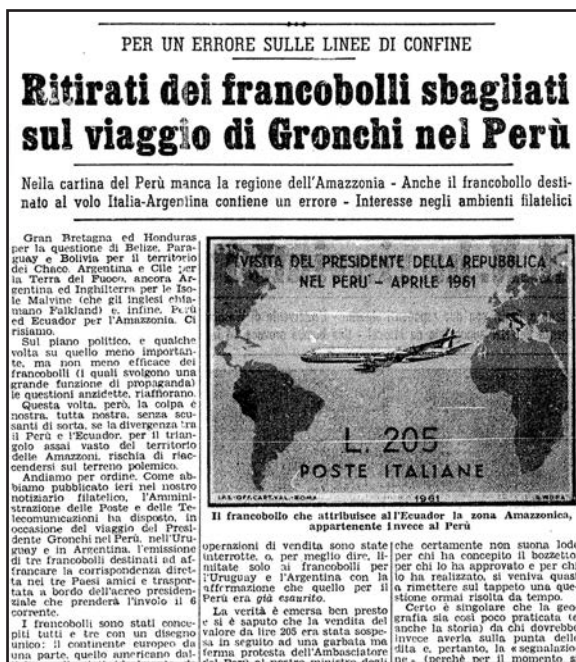 PER UN ERRORE SULLE LINEE DI CONFINE
Ritirati dei francobolli sbagliati
sul viaggio di Gronchi nel Perù
Nella cartina del Perù manca la regione dell'Amazzonia - Anche il francobollo desti-
nato al volo Italia-Argentina contiene un errore - Interesse negli ambienti filatelici
Gran Bretagna ed Honduras
per la questione di Belize, Para-
guay e Bolivia per il territorio
dei Chaco, Argentina e Cile per
la Terra del Fuoco, ancora Ar-
gentina ed Inghilterra per le Iso-
le Malvine (che gli inglesi chia-
mano Falkland) e, infine, Perù
ed Ecuador per l'Amazzonia. Ci
risiamo.
Sul piano politico, e qualche
volta su quello meno importan-
te, ma non meno efficace dei
francobolli (i quali svolgono una
grande funzione di propaganda)
le questioni anzidette, riaffiorano.
Questa volta, però, la colpa è
nostra, tutta nostra, senza scu-
santi di sorta, se la divergenza tra
il Perù e l'Ecuador, per il trian-
golo assai vasto del territorio
delle Amazzoni, rischia di riac-
cendersi sul terreno polemico.
Andiamo per ordine. Come ab-
biamo pubblicato ieri nel nostro
notiziario filatelico, l'Ammini-
strazione delle Poste e delle Te-
lecomunicazioni ha disposto, in
occasione del viaggio del Presi-
dente Gronchi nel Perù, nell'Uru-
guay e in Argentina, l'emissione
di tre francobolli destinati ad af-
francare la corrispondenza diret-
ta nei tre Paesi amici e traspor-
tata a bordo dell'aereo presiden-
ziale che prenderà l'involo il 6
corrente.
I francobolli sono stati conce-
piti tutti e tre con un disegno
unico: il continente europeo da
una parte, quello americano dal-
VISITA DEL PRESIDENTE DELLA REPUBBLICA
NEL PERU' - APRILE 1961
L. 205
POSTE ITALIANE
I.P.S.-OFF.CART.VAL.-ROMA
1961
Il francobollo che attribuisce all'Ecuador la zona Amazzonica,
appartenente invece al Perù
operazioni di vendita sono state
interrotte, o, per meglio dire, li-
mitate solo ai francobolli per
l'Uruguay e l'Argentina con la
affermazione che quello per il
Perù era già esaurito.
La verità è emersa ben presto
e si è saputo che la vendita del
valore da lire 205 era stata sospe-
sa in seguito ad una garbata ma
ferma protesta dell'Ambasciatore
del Perù al nostro ministro degli
che certamente non suona lode
per chi ha concepito il bozzetto,
per chi lo ha approvato e per chi
lo ha realizzato, si veniva quasi
a rimettere sul tappeto una que-
stione ormai risolta da tempo.
Certo è singolare che la geo-
grafia sia così poco praticata (e
anche la storia) da chi dovrebbe
invece averla sulla punta delle
dita e, pertanto, la «segnalazio-
ne» (perché per il momento è